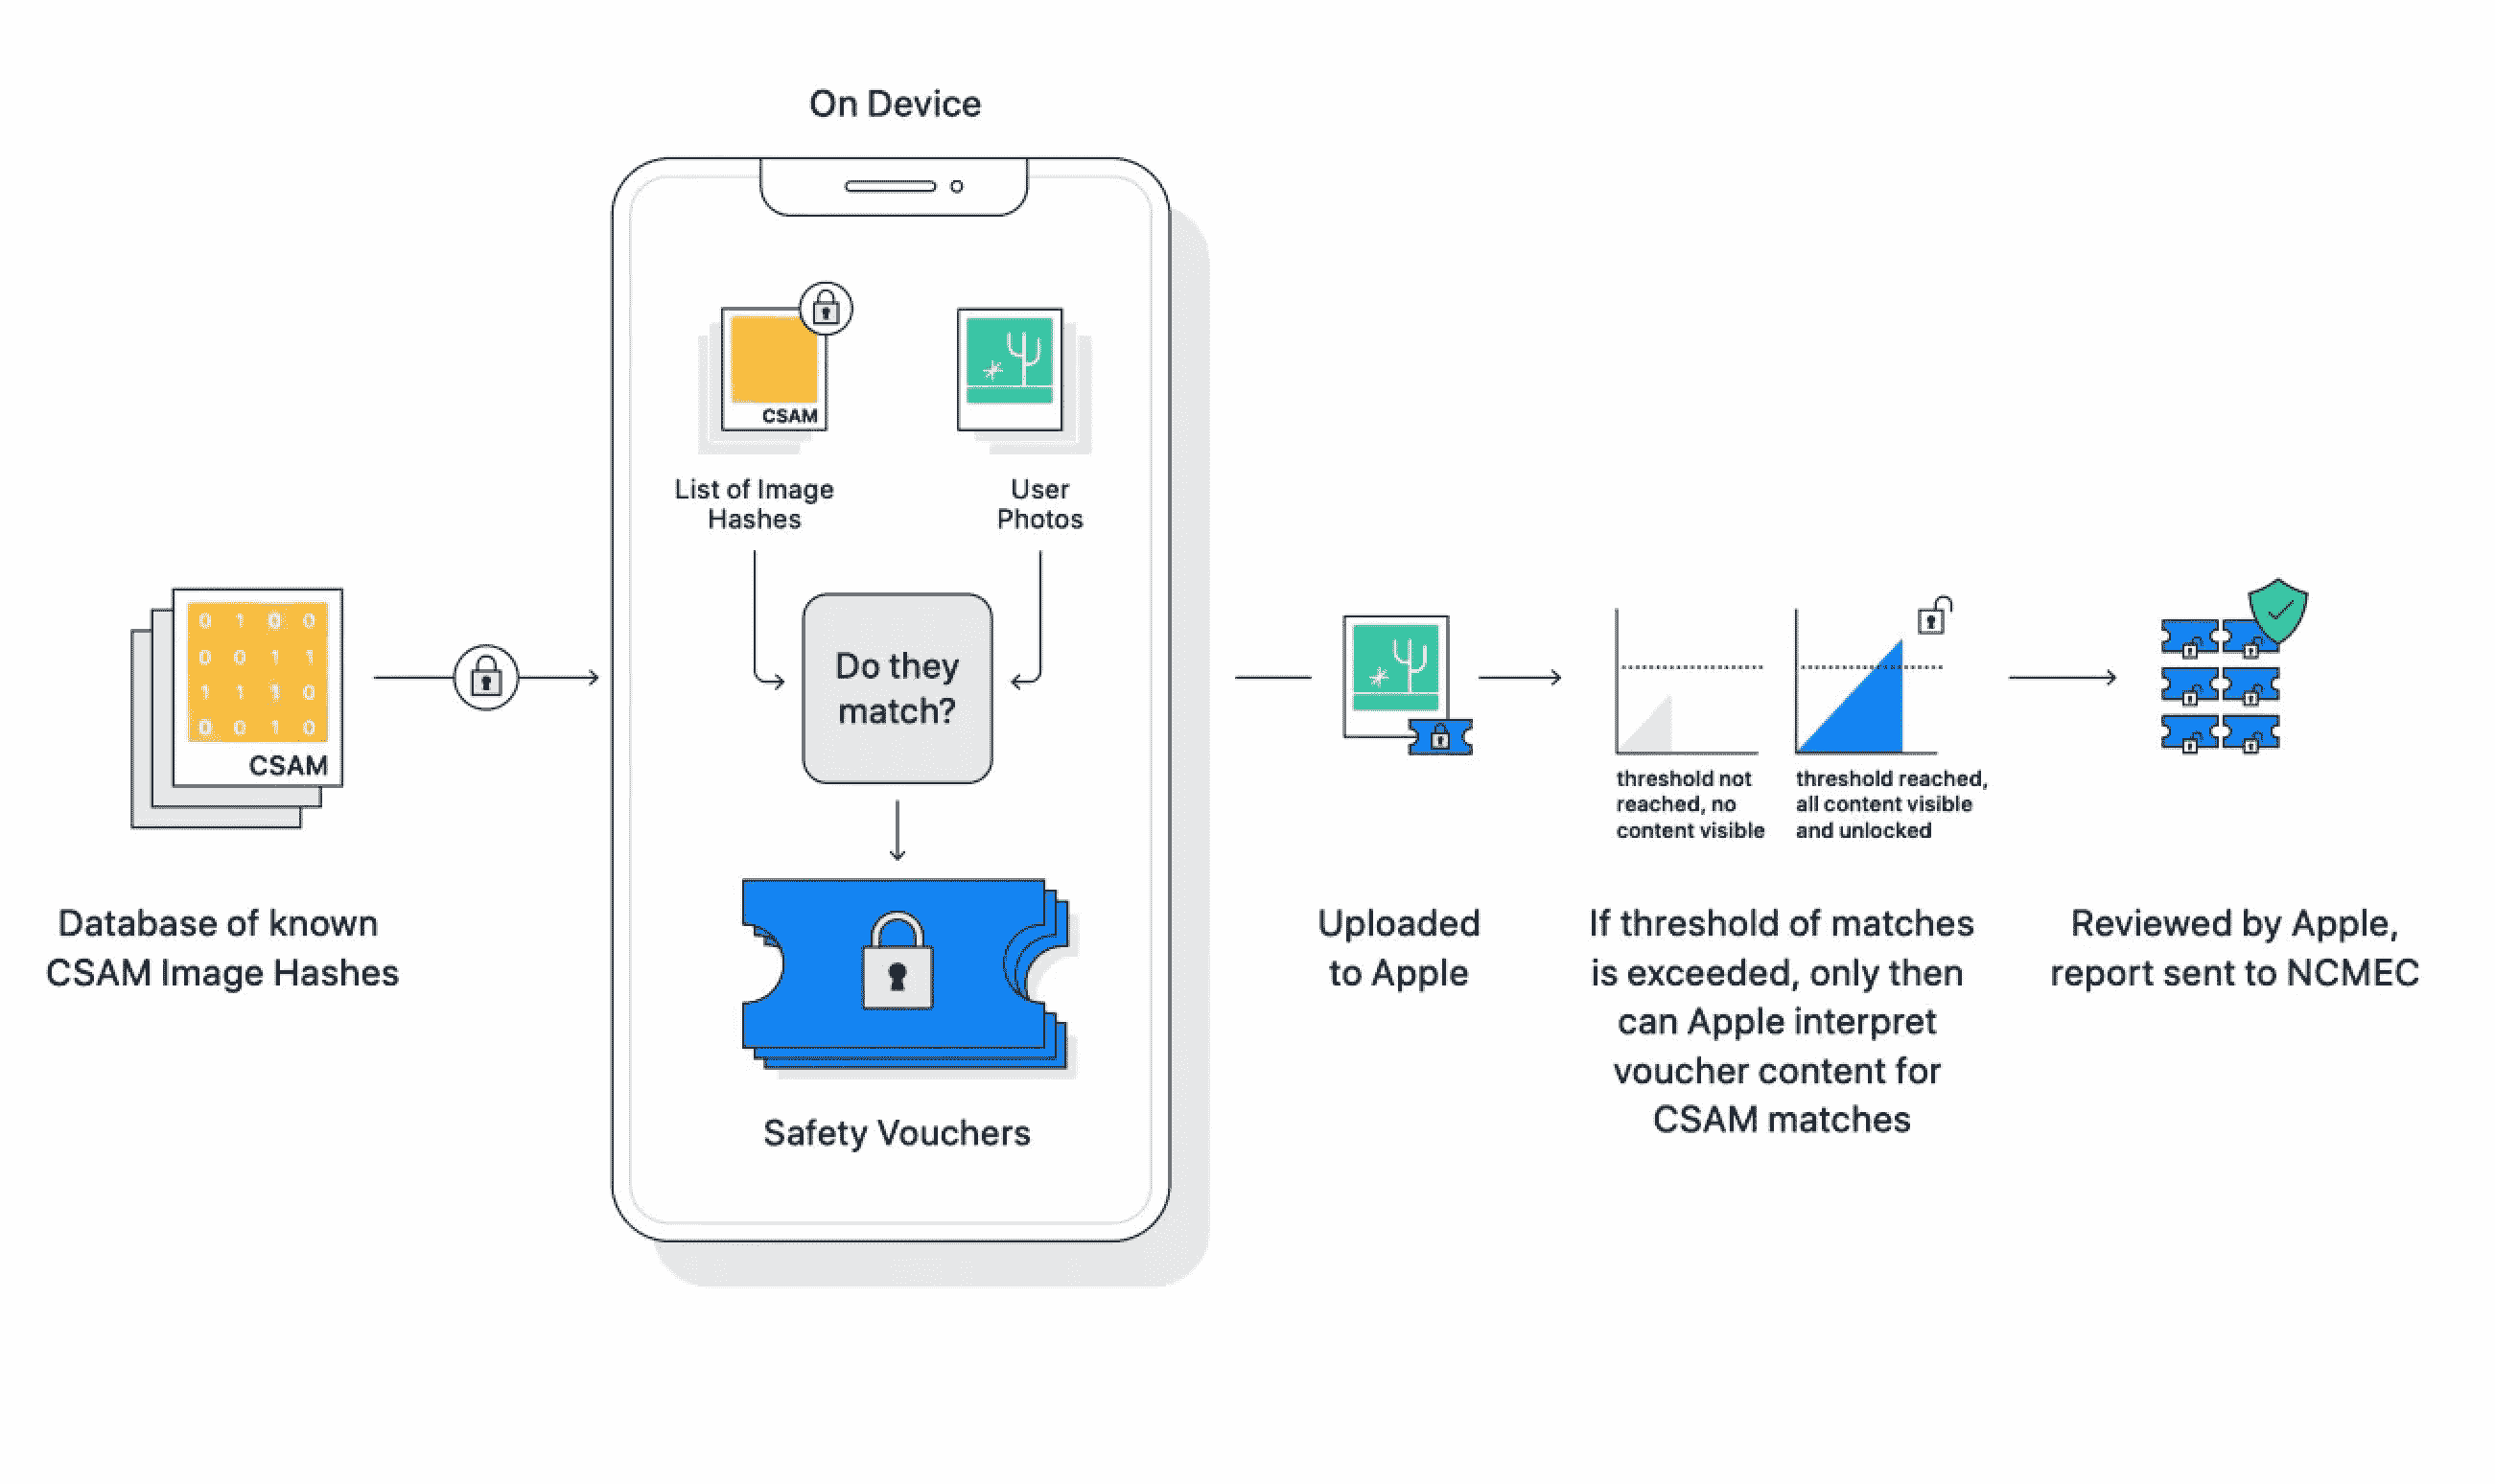 On Device
CSAM
List of Image
Hashes
User
Photos
Do they
match?
Safety Vouchers
0 1 0 0
0 0 1 1
1 1 1 0
0 0 1 0
CSAM
Database of known
CSAM Image Hashes
Uploaded
to Apple
threshold not
reached, no
content visible
threshold reached,
all content visible
and unlocked
If threshold of matches
is exceeded, only then
can Apple interpret
voucher content for
CSAM matches
Reviewed by Apple,
report sent to NCMEC